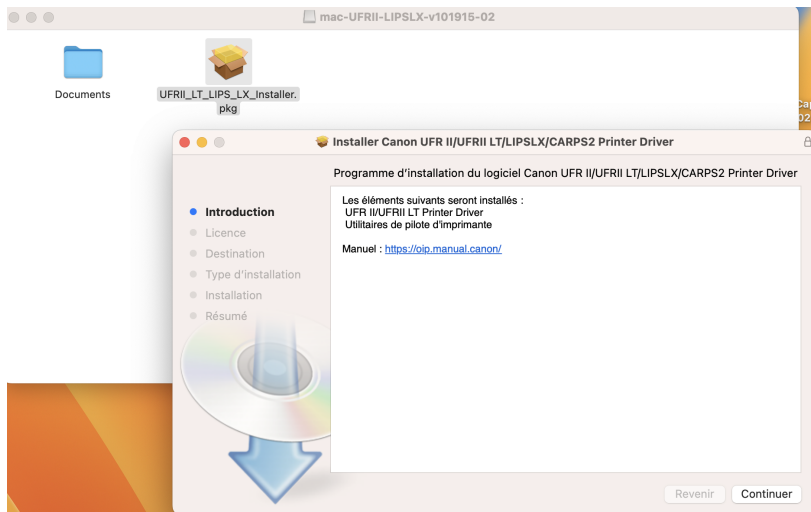 mac-UFRII-LIPSLX-v101915-02
Documents
UFRII_LT_LIPS_LX_Installer.
pkg
Installer Canon UFR II/UFRII LT/LIPSLX/CARPS2 Printer Driver
Programme d'installation du logiciel Canon UFR II/UFRII LT/LIPSLX/CARPS2 Printer Driver
Introduction
Licence
Destination
Type d'installation
Installation
Résumé
Les éléments suivants seront installés :
UFR II/UFRII LT Printer Driver
Utilitaires de pilote d'imprimante
Manuel : https://oip.manual.canon/
Revenir
Continuer